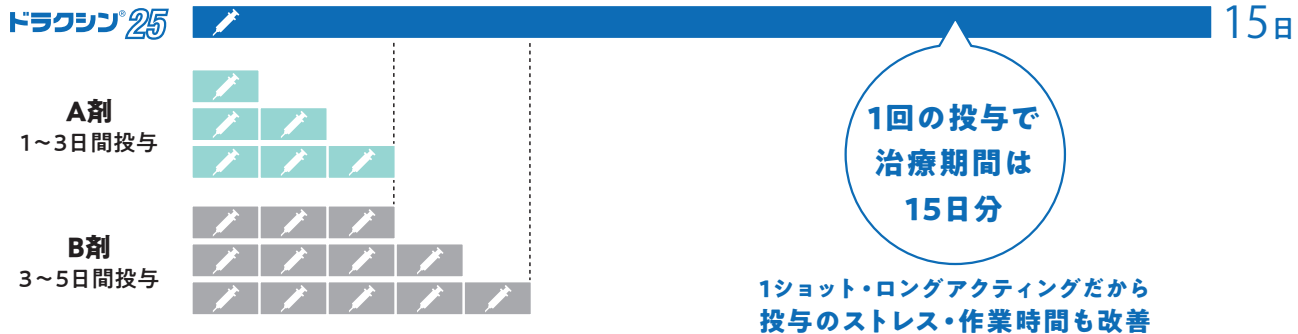 ドラクシン®25
15日
A剤
1~3日間投与
B剤
3~5日間投与
1回の投与で
治療期間は
15日分
1ショット・ロングアクティングだから
投与のストレス・作業時間も改善